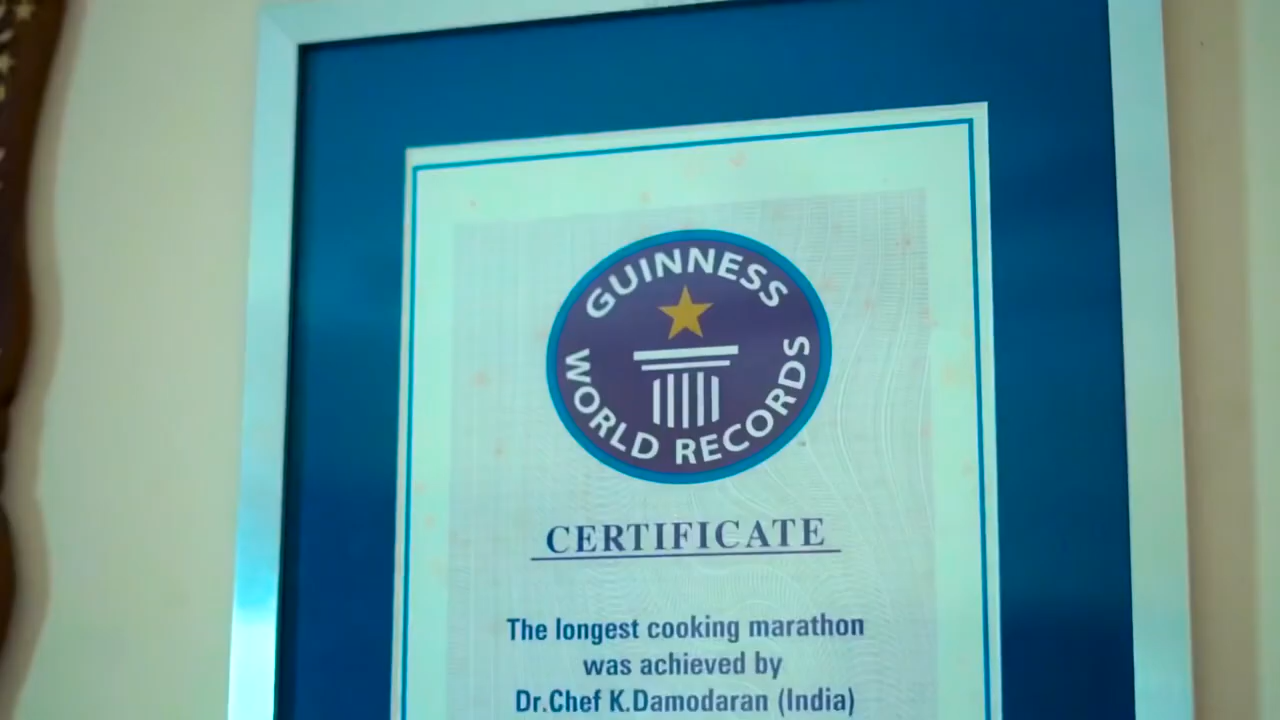 GUINNESS
WORLD RECORDS
CERTIFICATE
The longest cooking marathon
was achieved by
Dr.Chef K.Damodaran (India)